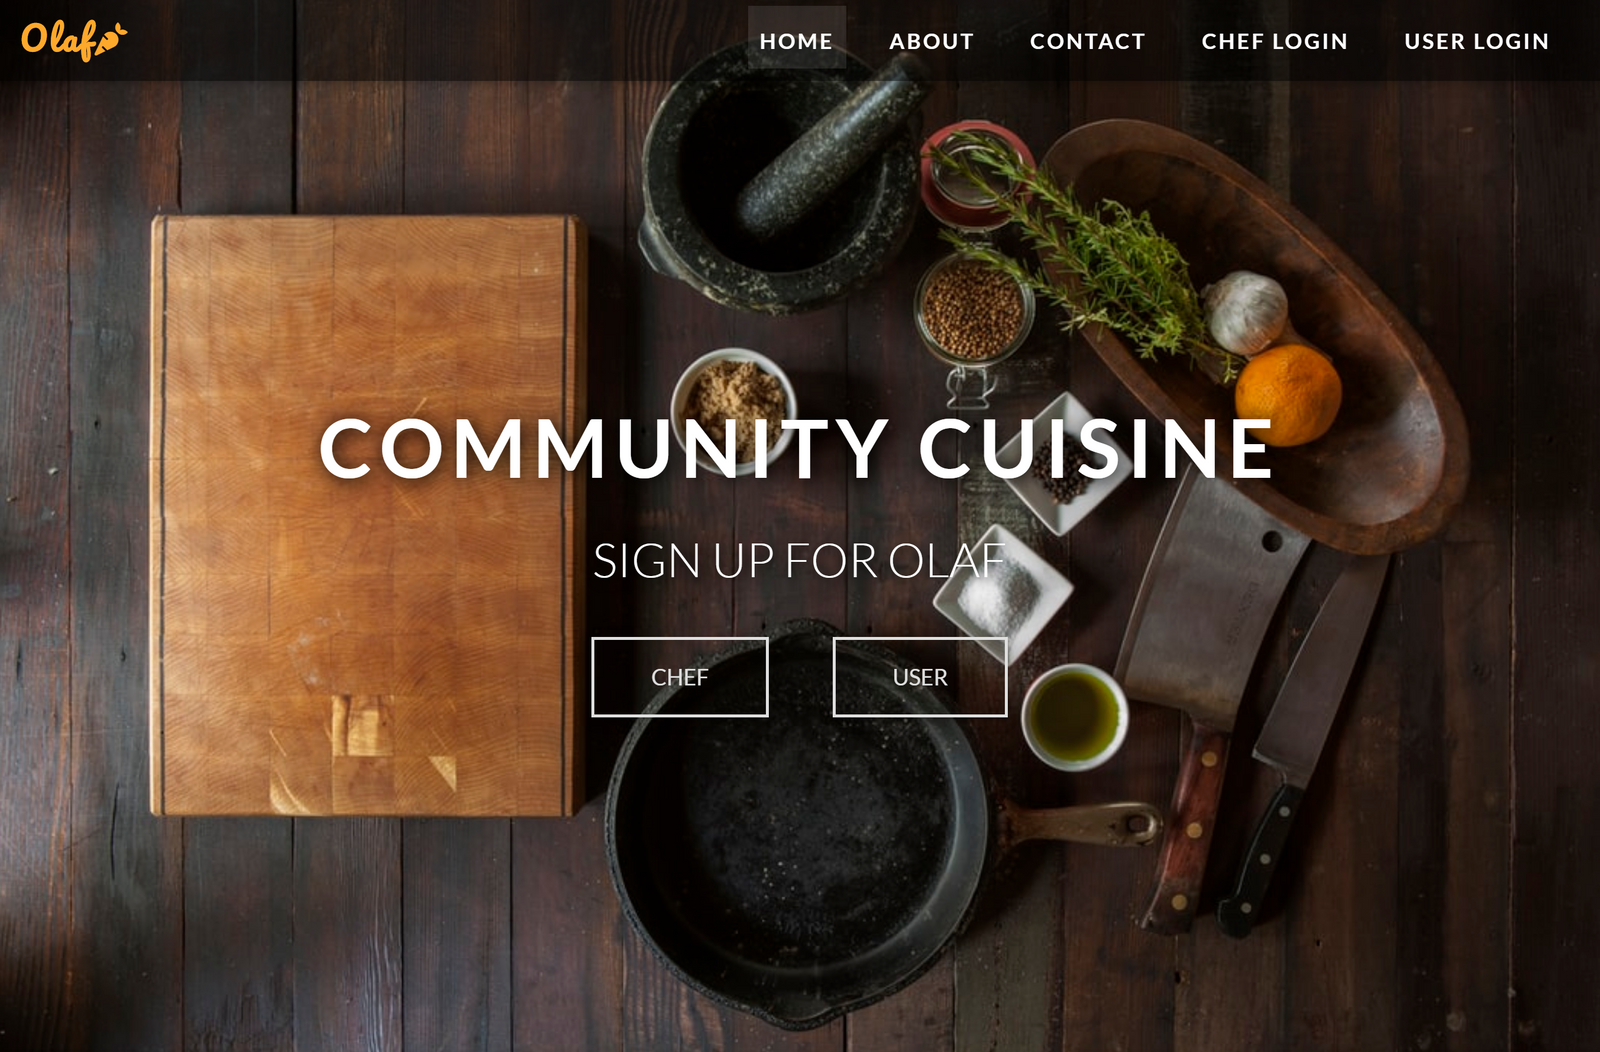 Olaf
HOME ABOUT CONTACT CHEF LOGIN USER LOGIN
COMMUNITY CUISINE
SIGN UP FOR OLAF
CHEF USER